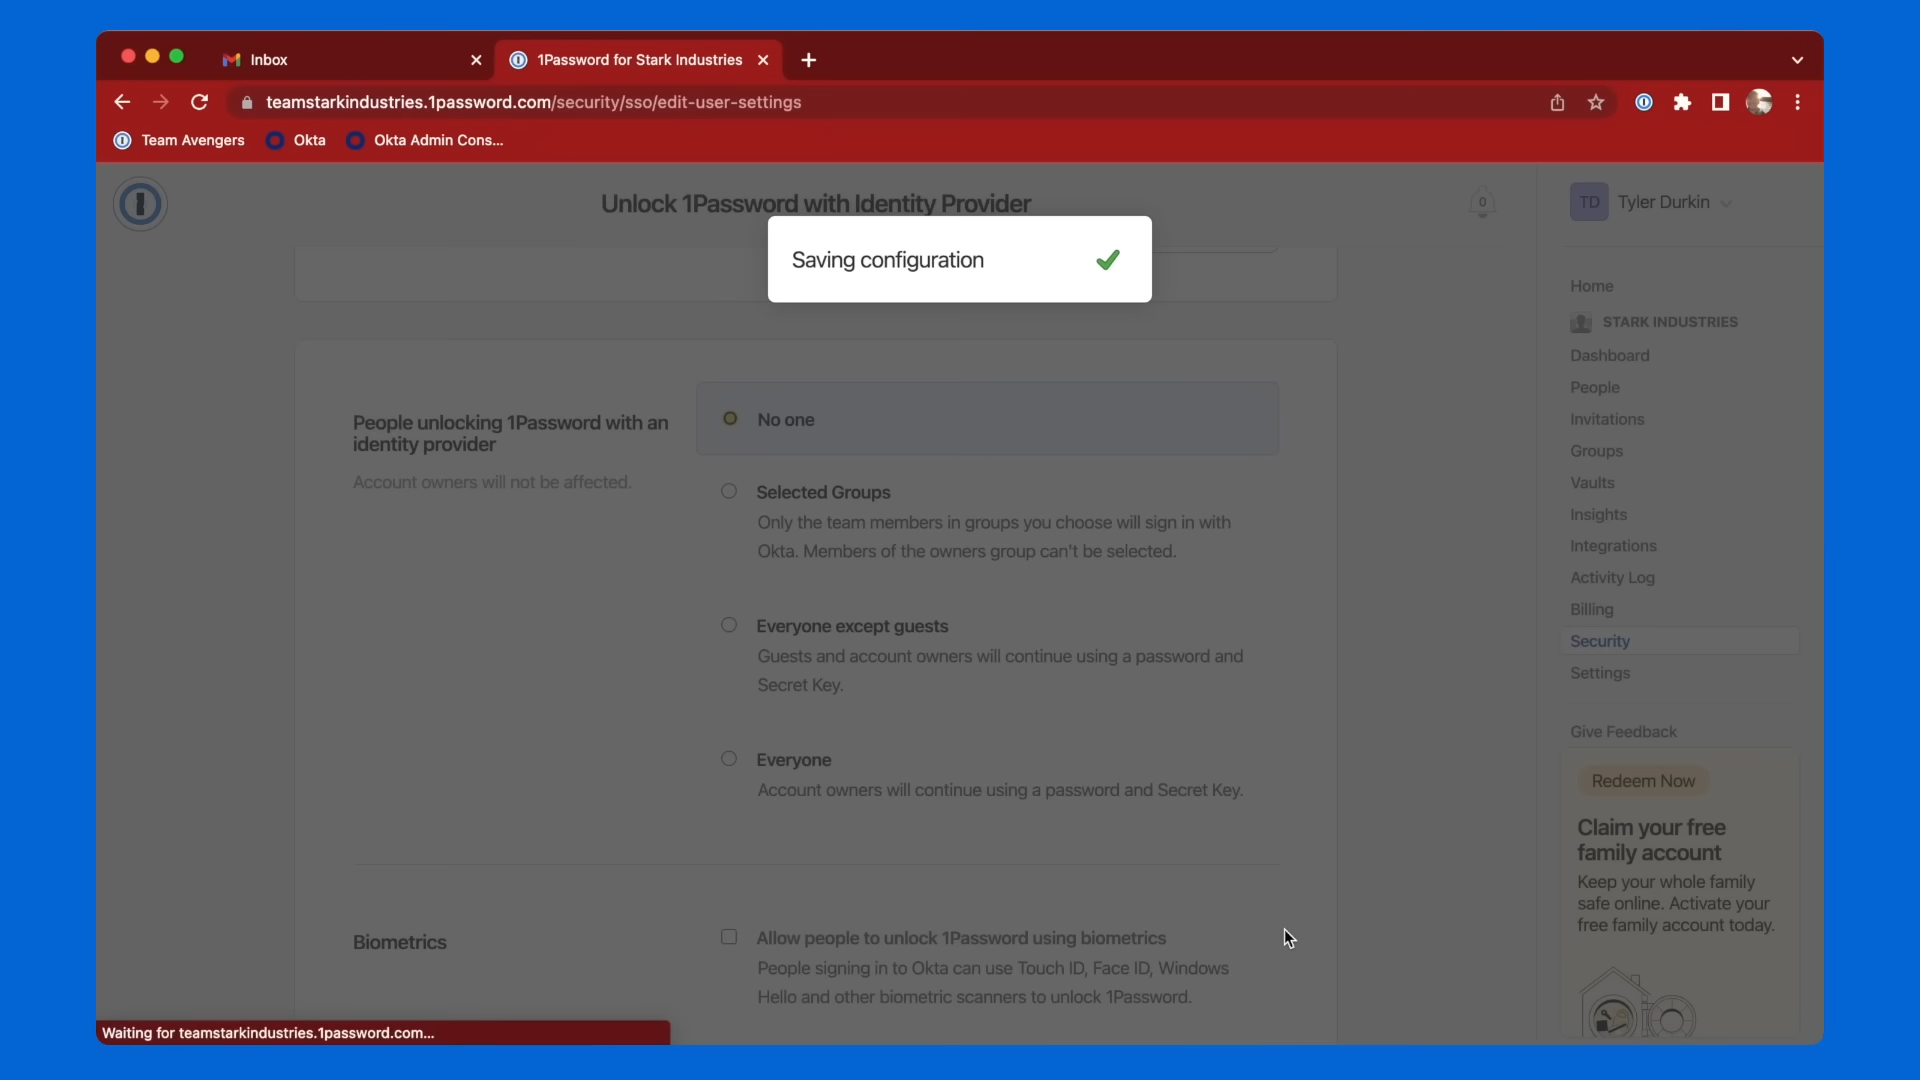 Inbox
1Password for Stark Industries
teamstarkindustries.1password.com/security/sso/edit-user-settings
Team Avengers
Okta
Okta Admin Cons...
Unlock 1Password with Identity Provider
0
TD
Tyler Durkin
Saving configuration
People unlocking 1Password with an
identity provider
Account owners will not be affected.
No one
Selected Groups
Only the team members in groups you choose will sign in with
Okta. Members of the owners group can't be selected.
Everyone except guests
Guests and account owners will continue using a password and
Secret Key.
Everyone
Account owners will continue using a password and Secret Key.
Biometrics
Allow people to unlock 1Password using biometrics
People signing in to Okta can use Touch ID, Face ID, Windows
Hello and other biometric scanners to unlock 1Password.
Home
STARK INDUSTRIES
Dashboard
People
Invitations
Groups
Vaults
Insights
Integrations
Activity Log
Billing
Security
Settings
Give Feedback
Redeem Now
Claim your free
family account
Keep your whole family
safe online. Activate your
free family account today.
Waiting for teamstarkindustries.1password.com...